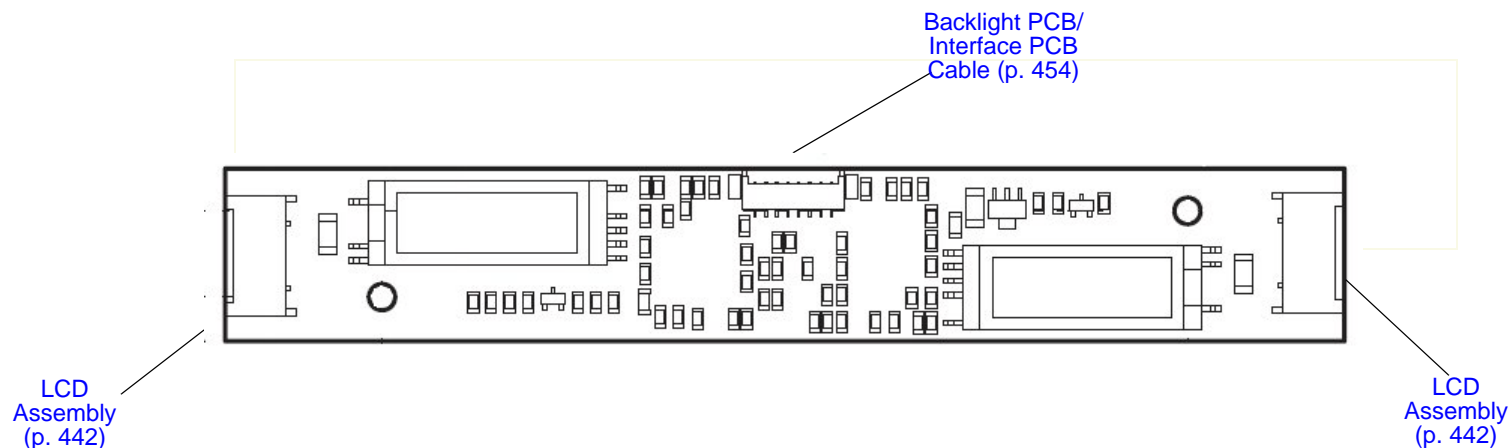 Backlight PCB/
Interface PCB
Cable (p. 454)
LCD
Assembly
(p. 442)
LCD
Assembly
(p. 442)